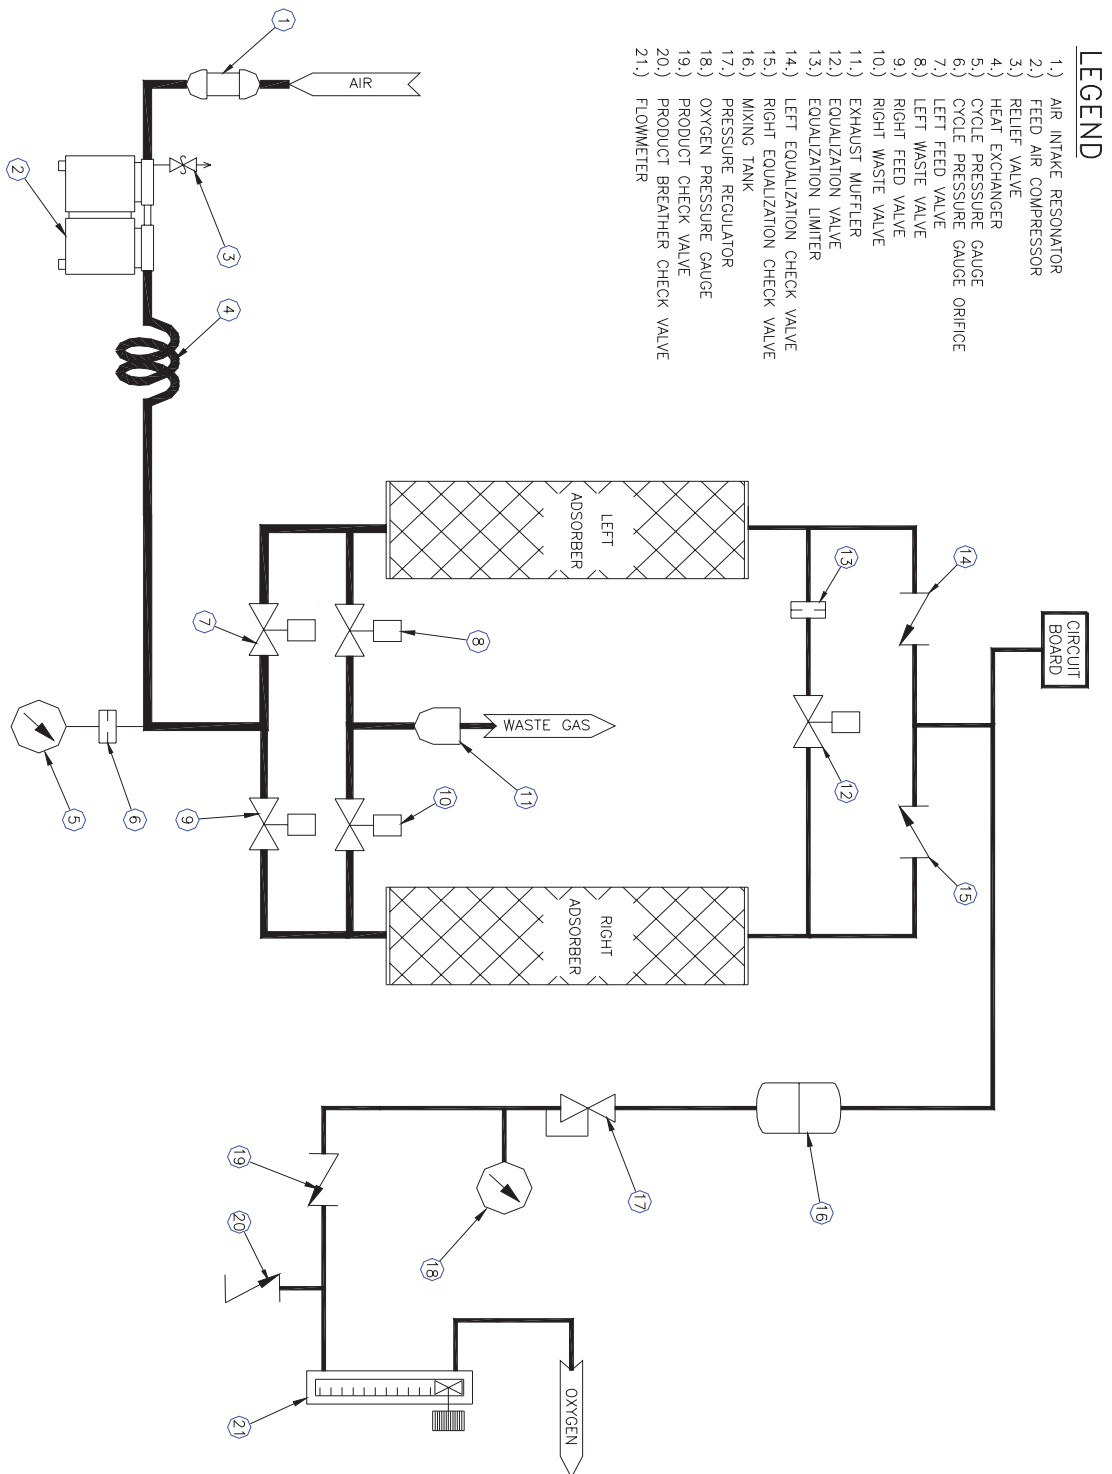 LEGEND
1.) AIR INTAKE RESONATOR
2.) FEED AIR COMPRESSOR
3.) RELIEF VALVE
4.) HEAT EXCHANGER
5.) CYCLE PRESSURE GAUGE
6.) CYCLE PRESSURE GAUGE ORIFICE
7.) LEFT FEED VALVE
8.) LEFT WASTE VALVE
9.) RIGHT FEED VALVE
10.) RIGHT WASTE VALVE
11.) EXHAUST MUFFLER
12.) EQUALIZATION VALVE
13.) EQUALIZATION LIMITER
14.) LEFT EQUALIZATION CHECK VALVE
15.) RIGHT EQUALIZATION CHECK VALVE
16.) MIXING TANK
17.) PRESSURE REGULATOR
18.) OXYGEN PRESSURE GAUGE
19.) PRODUCT CHECK VALVE
20.) PRODUCT BREATHER CHECK VALVE
21.) FLOWMETER
CIRCUIT
BOARD
14
15
13
12
16
LEFT
ADSORBER
RIGHT
ADSORBER
WASTE GAS
OXYGEN
17
11
8
10
18
AIR
1
3
4
7
9
19
20
21
6
5
2